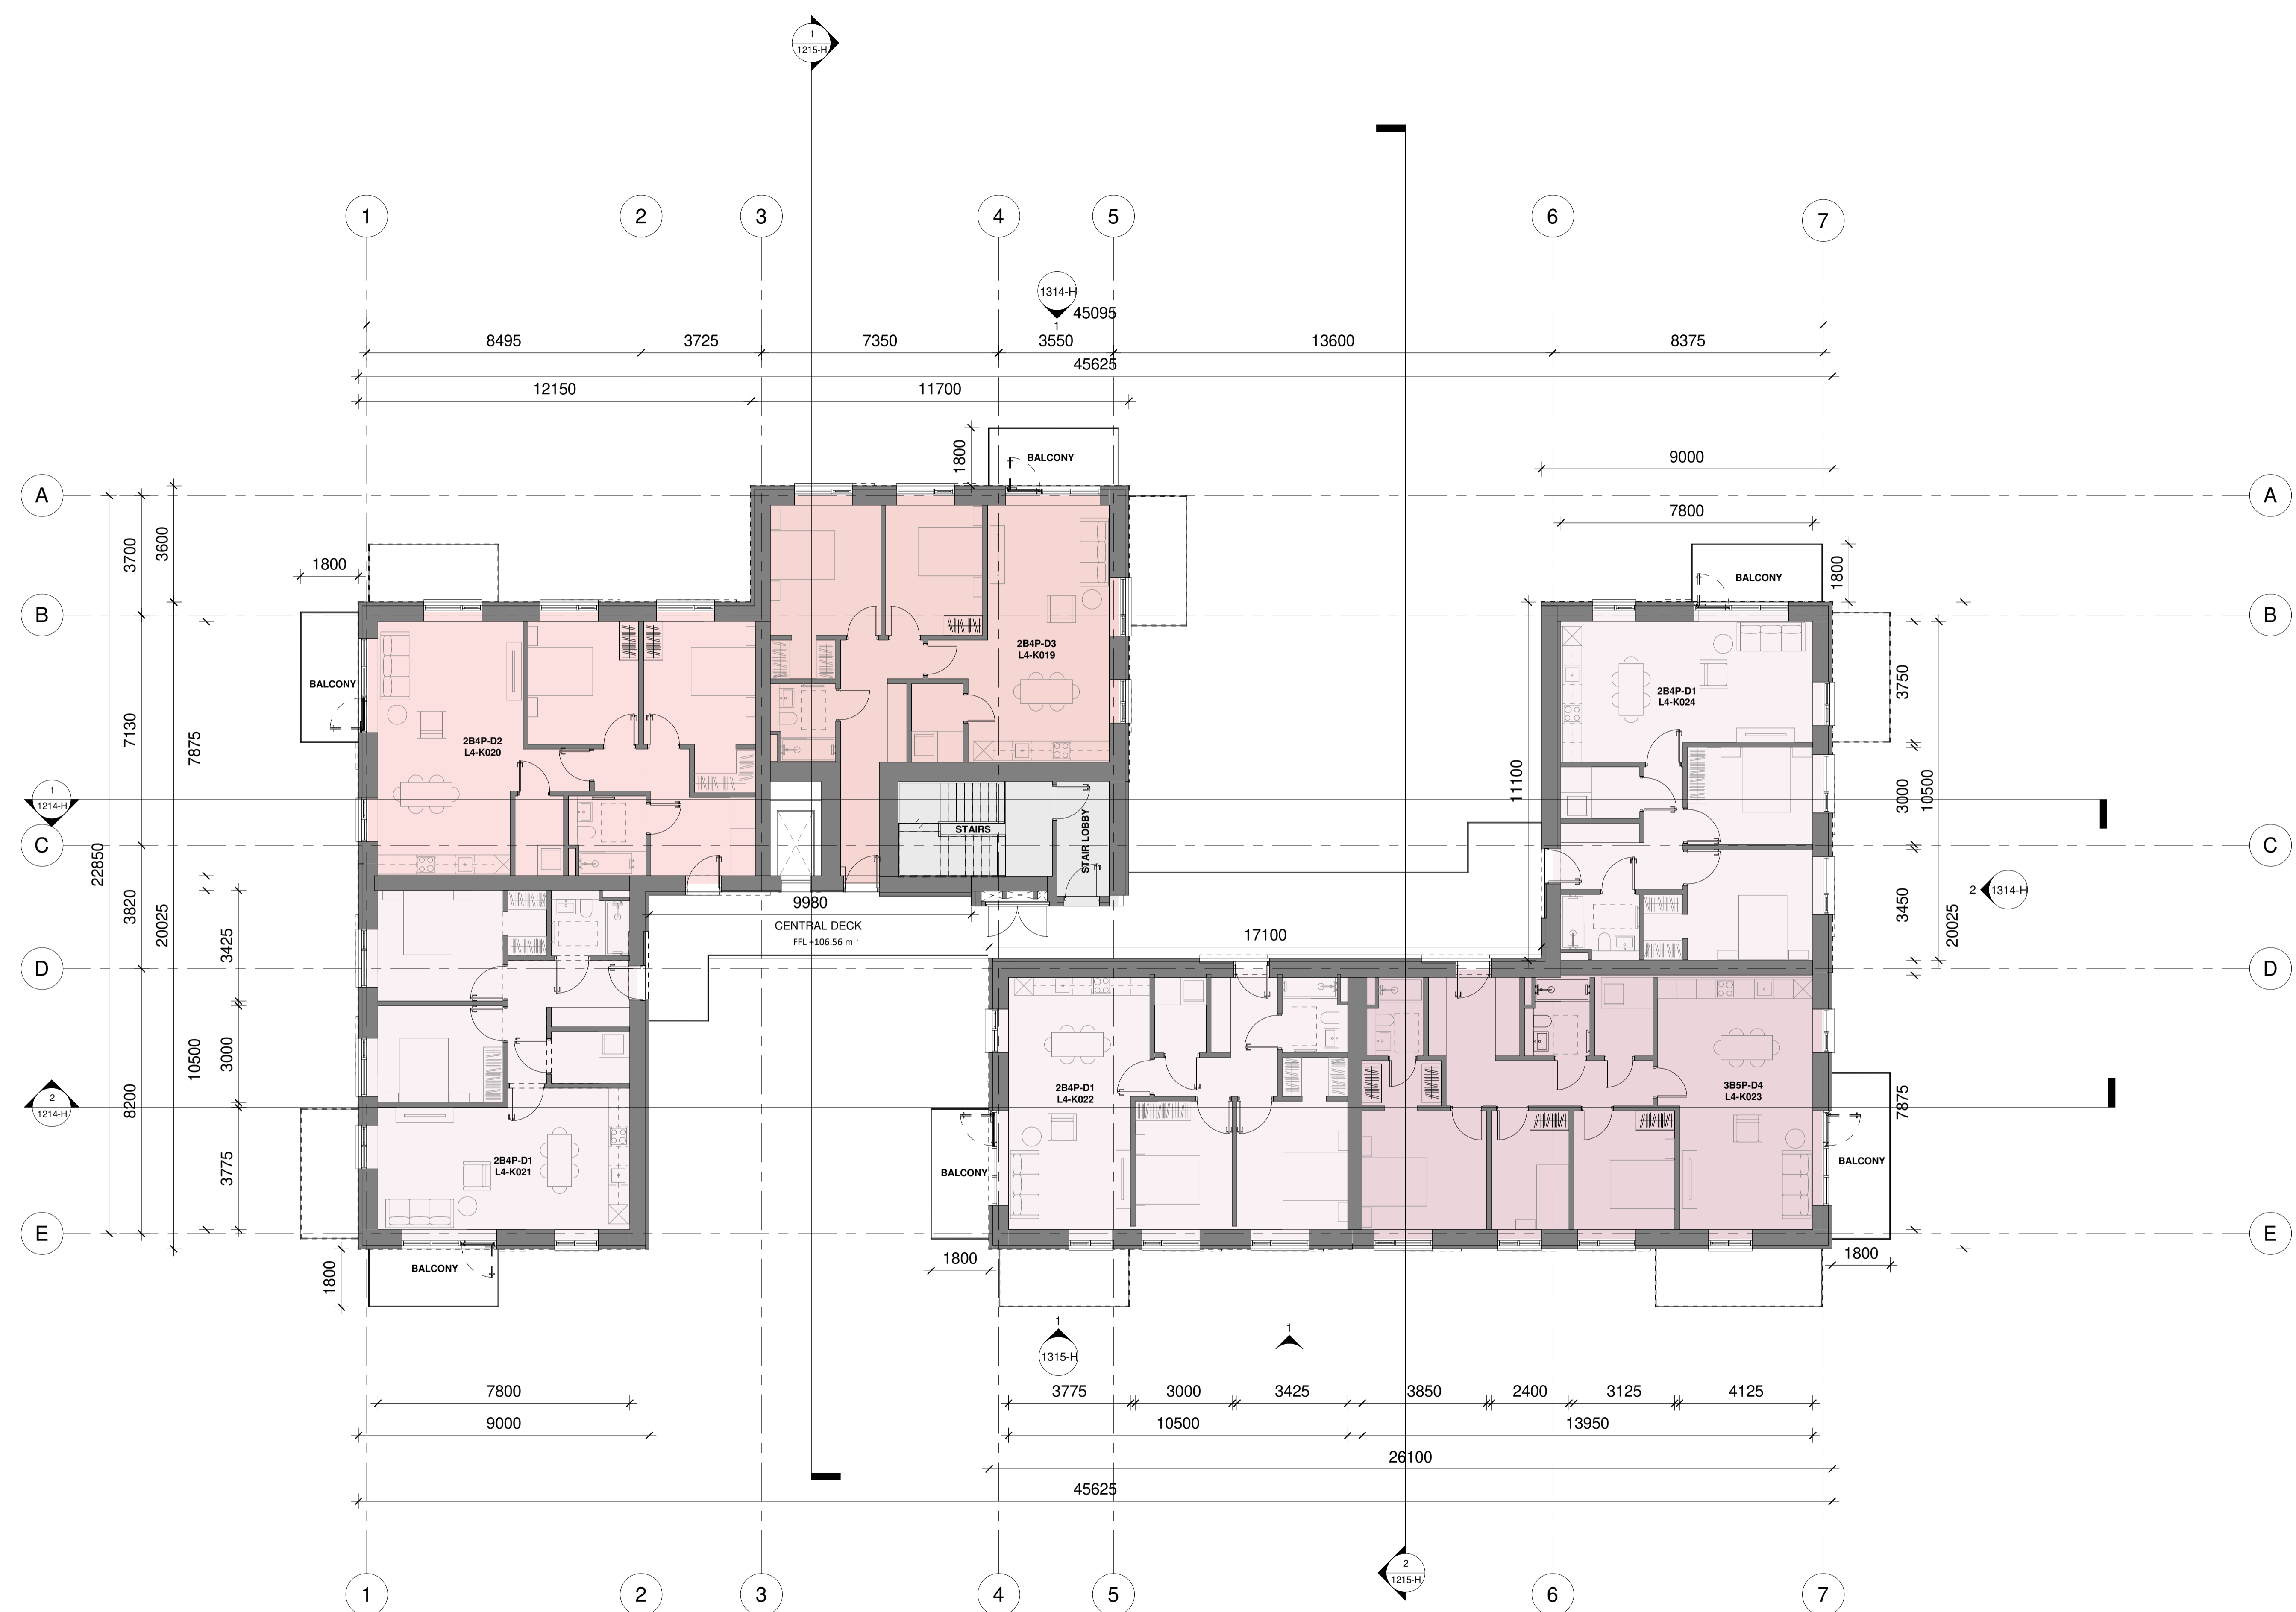 1
1215-H
1
2
3
4
5
6
7
1314-H
1
45095
8495
3725
7350
3550
13600
8375
45625
12150
11700
1800
BALCONY
9000
A
A
3700
3600
7800
1800
1800
BALCONY
B
B
BALCONY
2B4P-D3
L4-K019
2B4P-D2
L4-K020
2B4P-D1
L4-K024
7130
7875
3750
11100
3000
10500
1
1214-H
STAIRS
STAIR LOBBY
C
C
22850
3820
20025
3425
9980
CENTRAL DECK
FFL +106.56 m
17100
3450
20025
2
1314-H
D
D
10500
3000
8200
2
1214-H
3775
2B4P-D1
L4-K021
2B4P-D1
L4-K022
3B5P-D4
L4-K023
7875
BALCONY
BALCONY
E
E
1800
BALCONY
1800
1800
1
1315-H
1
7800
9000
3775
3000
3425
3850
2400
3125
4125
10500
13950
26100
45625
2
1215-H
1
2
3
4
5
6
7